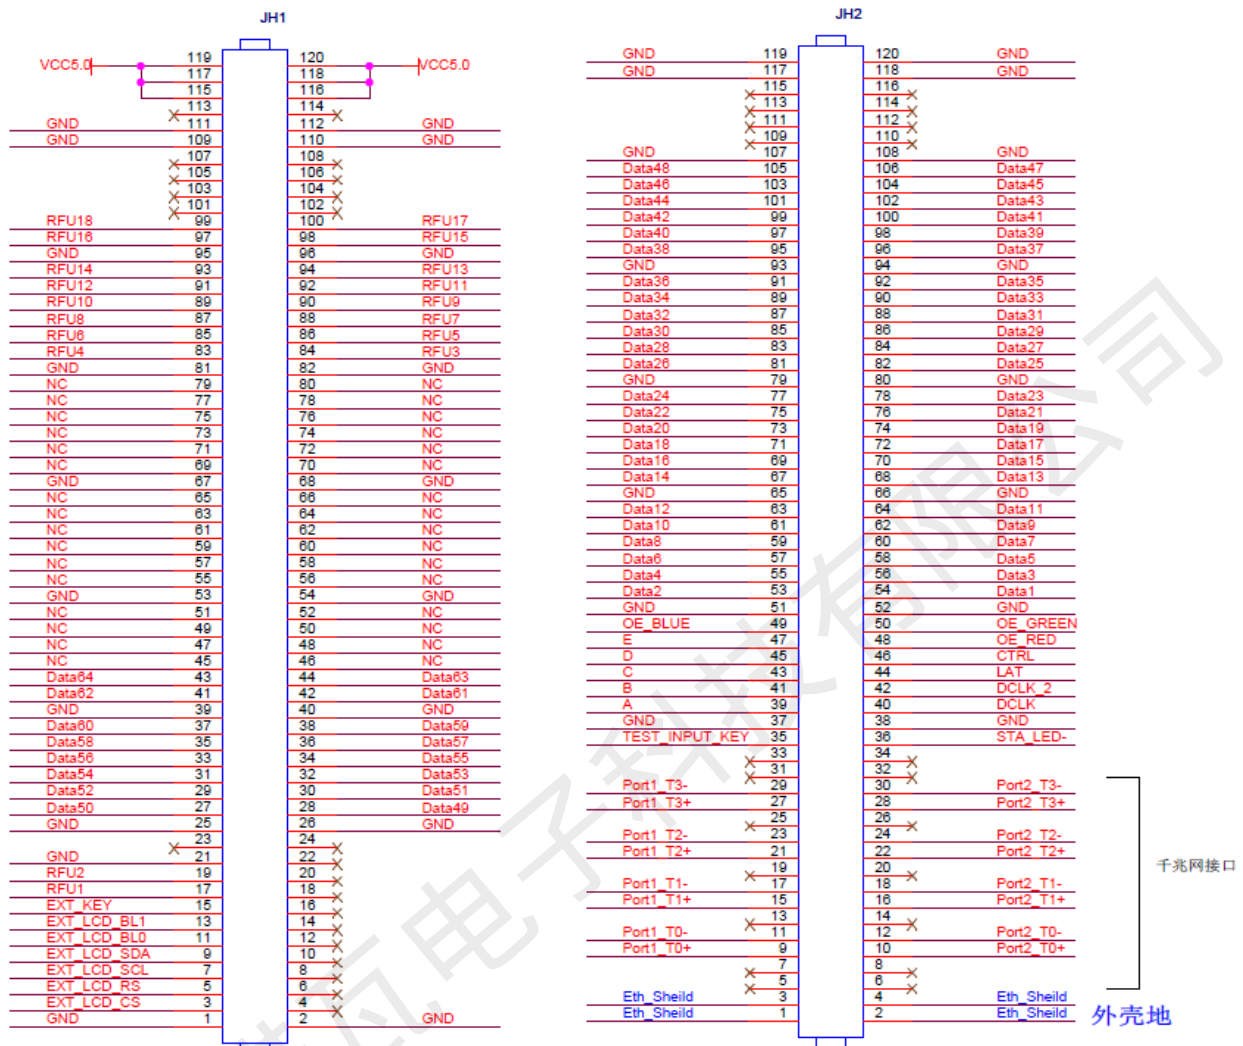 JH1
VCC5.0 119 120 VCC5.0
117 118
115 116
113 114
GND 111 112 GND
GND 109 110 GND
107 108
105 106
103 104
101 102
RFU18 99 100 RFU17
RFU16 97 98 RFU15
GND 95 96 GND
RFU14 93 94 RFU13
RFU12 91 92 RFU11
RFU10 89 90 RFU9
RFU8 87 88 RFU7
RFU6 85 86 RFU5
RFU4 83 84 RFU3
GND 81 82 GND
NC 79 80 NC
NC 77 78 NC
NC 75 76 NC
NC 73 74 NC
NC 71 72 NC
NC 69 70 NC
GND 67 68 GND
NC 65 66 NC
NC 63 64 NC
NC 61 62 NC
NC 59 60 NC
NC 57 58 NC
NC 55 56 NC
GND 53 54 GND
NC 51 52 NC
NC 49 50 NC
NC 47 48 NC
NC 45 46 NC
Data64 43 44 Data63
Data62 41 42 Data61
GND 39 40 GND
Data60 37 38 Data59
Data58 35 36 Data57
Data56 33 34 Data55
Data54 31 32 Data53
Data52 29 30 Data51
Data50 27 28 Data49
GND 25 26 GND
23 24
GND 21 22
RFU2 19 20
RFU1 17 18
EXT_KEY 15 16
EXT_LCD_BL1 13 14
EXT_LCD_BL0 11 12
EXT_LCD_SDA 9 10
EXT_LCD_SCL 7 8
EXT_LCD_RS 5 6
EXT_LCD_CS 3 4
GND 1 2 GND
JH2
GND 119 120 GND
GND 117 118 GND
115 116
113 114
111 112
109 110
GND 107 108 GND
Data48 105 106 Data47
Data46 103 104 Data45
Data44 101 102 Data43
Data42 99 100 Data41
Data40 97 98 Data39
Data38 95 96 Data37
GND 93 94 GND
Data36 91 92 Data35
Data34 89 90 Data33
Data32 87 88 Data31
Data30 85 86 Data29
Data28 83 84 Data27
Data26 81 82 Data25
GND 79 80 GND
Data24 77 78 Data23
Data22 75 76 Data21
Data20 73 74 Data19
Data18 71 72 Data17
Data16 69 70 Data15
Data14 67 68 Data13
GND 65 66 GND
Data12 63 64 Data11
Data10 61 62 Data9
Data8 59 60 Data7
Data6 57 58 Data5
Data4 55 56 Data3
Data2 53 54 Data1
GND 51 52 GND
OE_BLUE 49 50 OE_GREEN
E 47 48 OE_RED
D 45 46 CTRL
C 43 44 LAT
B 41 42 DCLK_2
A 39 40 DCLK
GND 37 38 GND
TEST_INPUT_KEY 35 36 STA_LED-
33 34
31 32
Port1_T3- 29 30 Port2_T3-
Port1_T3+ 27 28 Port2_T3+
25 26
Port1_T2- 23 24 Port2_T2-
Port1_T2+ 21 22 Port2_T2+
19 20
Port1_T1- 17 18 Port2_T1-
Port1_T1+ 15 16 Port2_T1+
13 14
Port1_T0- 11 12 Port2_T0-
Port1_T0+ 9 10 Port2_T0+
7 8
5 6
Eth_Sheild 3 4 Eth_Sheild
Eth_Sheild 1 2 Eth_Sheild
千兆网接口
外壳地
瓦电子科技有限公司